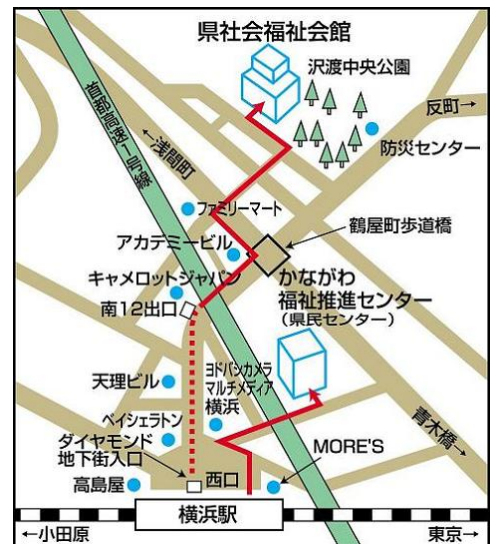 県社会福祉会館
沢渡中央公園
首都高速1号線
反町→
←浅間町
防災センター
ファミリーマート
鶴屋町歩道橋
アカデミービル
キャメロットジャパン
かながわ
福祉推進センター
(県民センター)
南12出口
ヨドバシカメラ
マルチメディア
横浜
天理ビル
ベイシェラトン
青木橋→
ダイヤモンド
地下街入口
MORE'S
西口
高島屋
横浜駅
←小田原
東京→